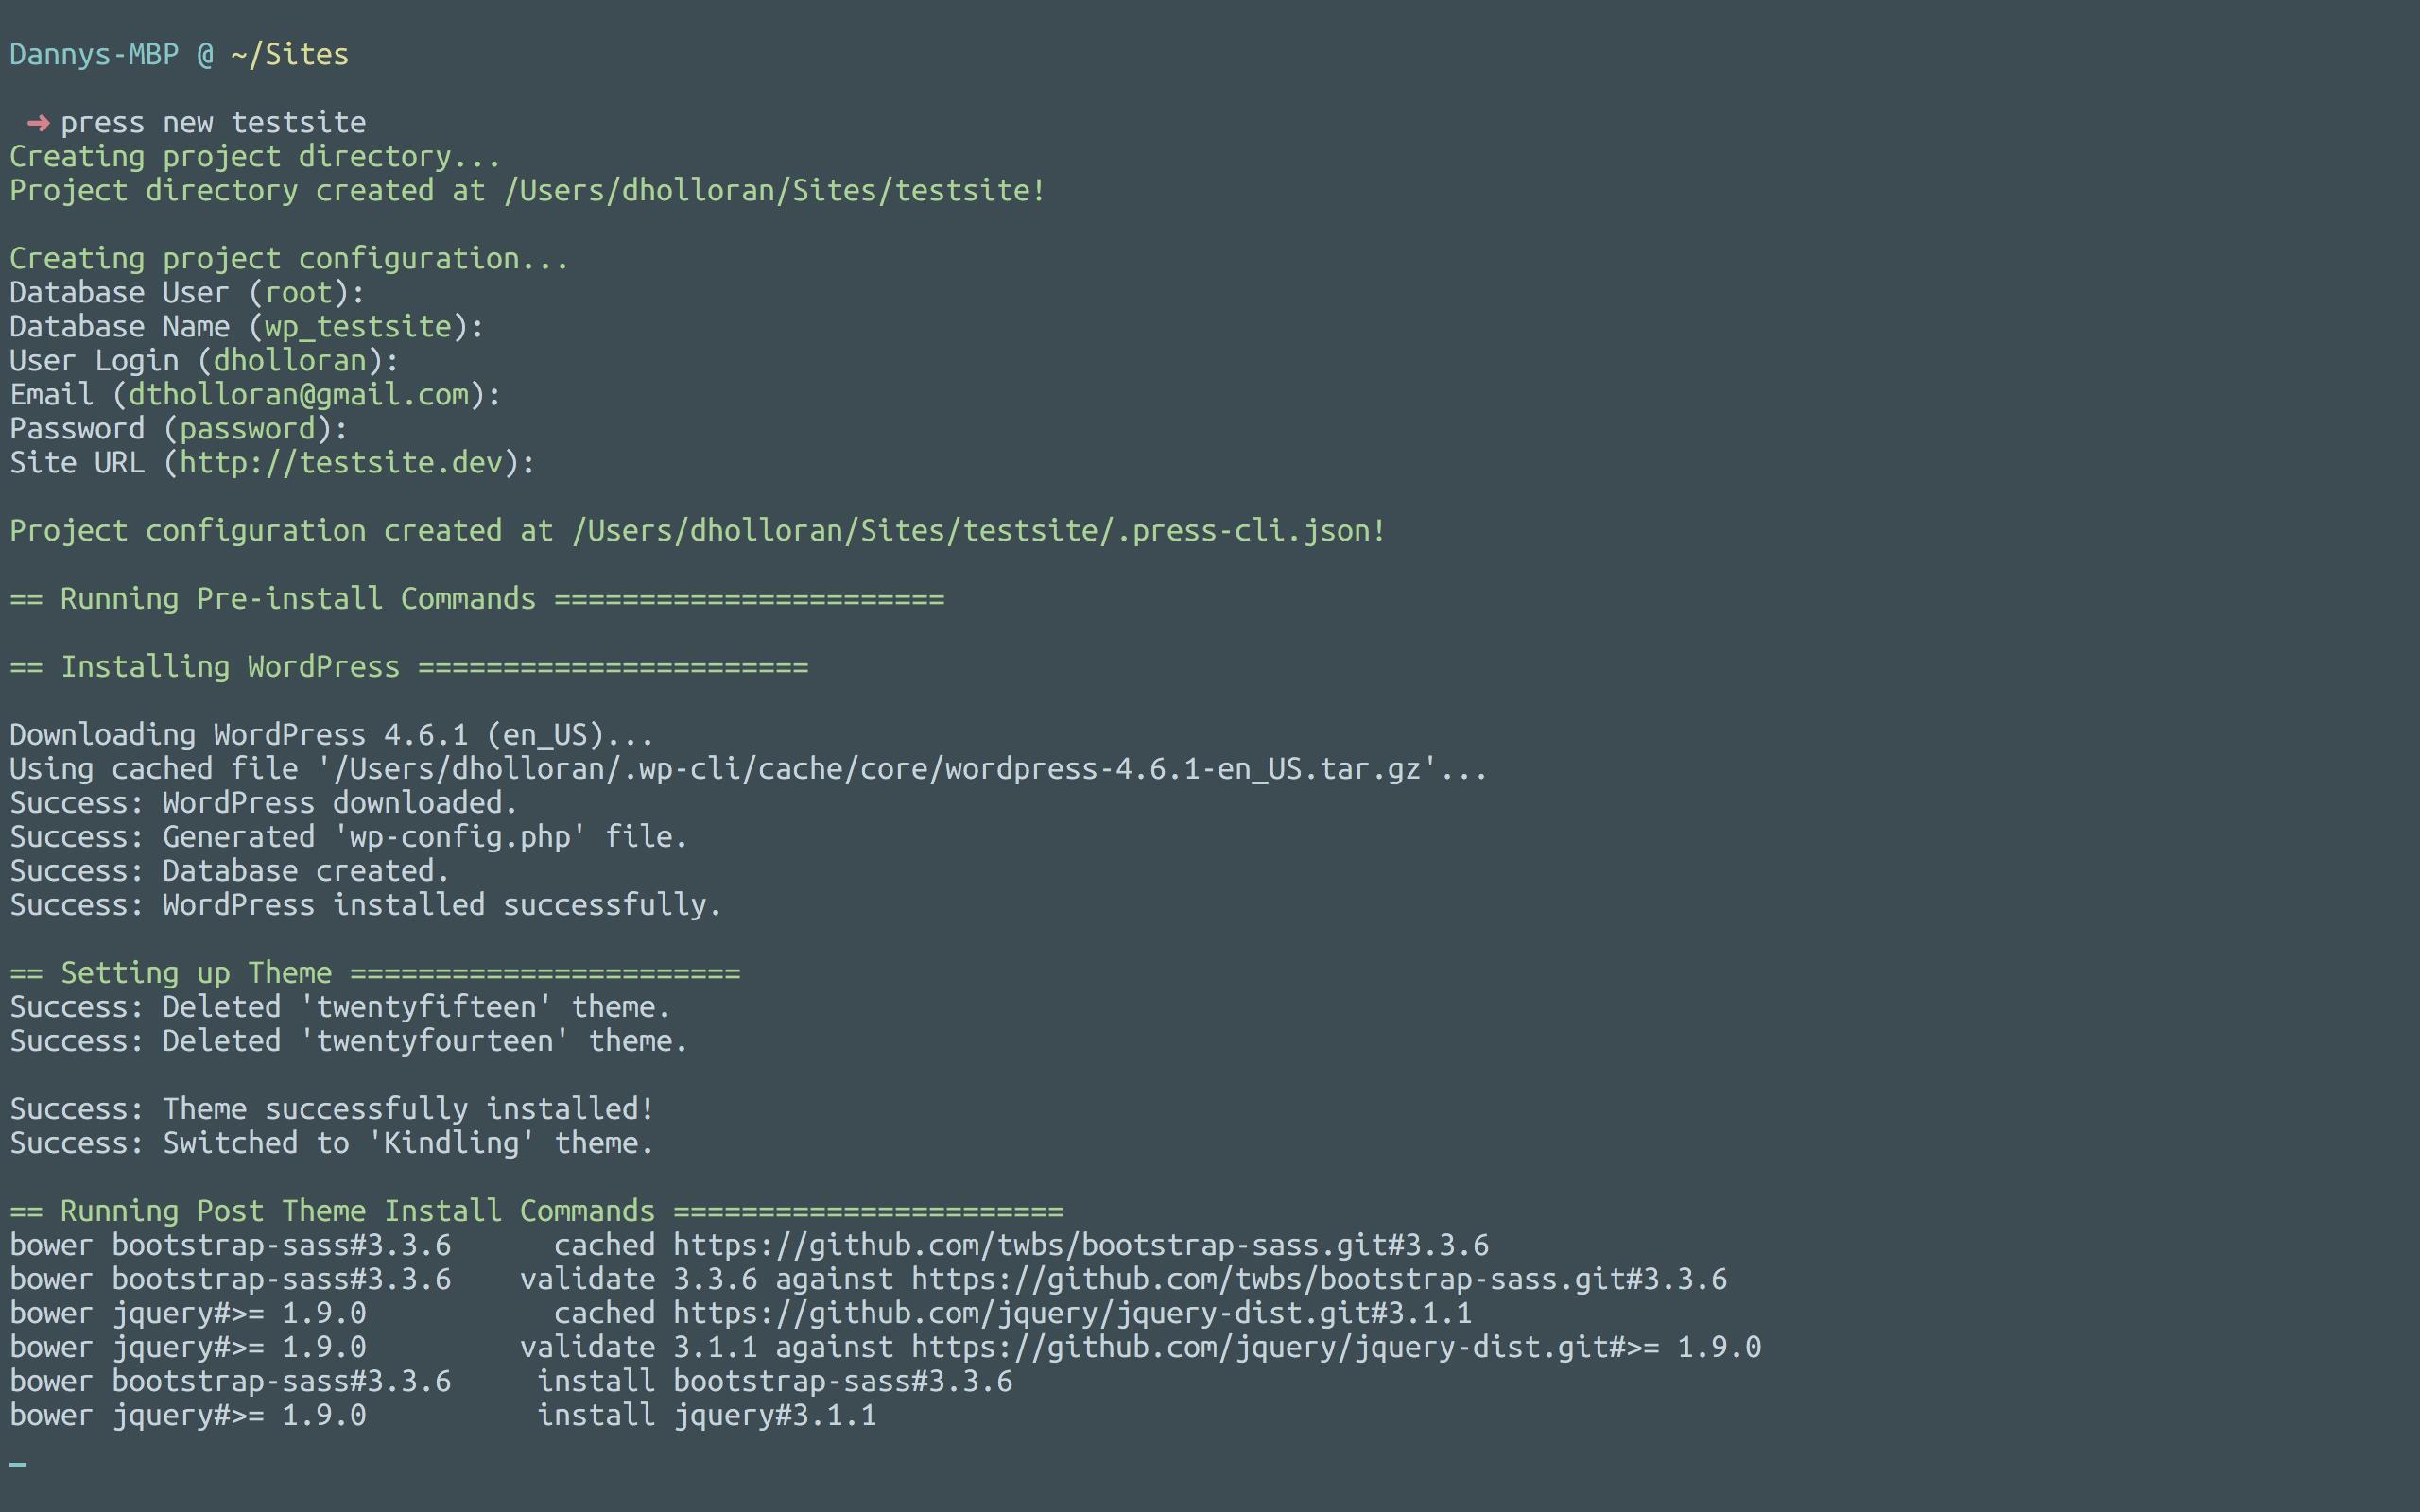 Dannys-MBP @ ~/Sites
➜ press new testsite
Creating project directory...
Project directory created at /Users/dholloran/Sites/testsite!
Creating project configuration...
Database User (root):
Database Name (wp_testsite):
User Login (dholloran):
Email (dtholloran@gmail.com):
Password (password):
Site URL (http://testsite.dev):
Project configuration created at /Users/dholloran/Sites/testsite/.press-cli.json!
== Running Pre-install Commands =======================
== Installing WordPress =======================
Downloading WordPress 4.6.1 (en_US)...
Using cached file '/Users/dholloran/.wp-cli/cache/core/wordpress-4.6.1-en_US.tar.gz'...
Success: WordPress downloaded.
Success: Generated 'wp-config.php' file.
Success: Database created.
Success: WordPress installed successfully.
== Setting up Theme =======================
Success: Deleted 'twentyfifteen' theme.
Success: Deleted 'twentyfourteen' theme.
Success: Theme successfully installed!
Success: Switched to 'Kindling' theme.
== Running Post Theme Install Commands =======================
bower bootstrap-sass#3.3.6      cached https://github.com/twbs/bootstrap-sass.git#3.3.6
bower bootstrap-sass#3.3.6    validate 3.3.6 against https://github.com/twbs/bootstrap-sass.git#3.3.6
bower jquery#>= 1.9.0           cached https://github.com/jquery/jquery-dist.git#3.1.1
bower jquery#>= 1.9.0         validate 3.1.1 against https://github.com/jquery/jquery-dist.git#>= 1.9.0
bower bootstrap-sass#3.3.6     install bootstrap-sass#3.3.6
bower jquery#>= 1.9.0          install jquery#3.1.1